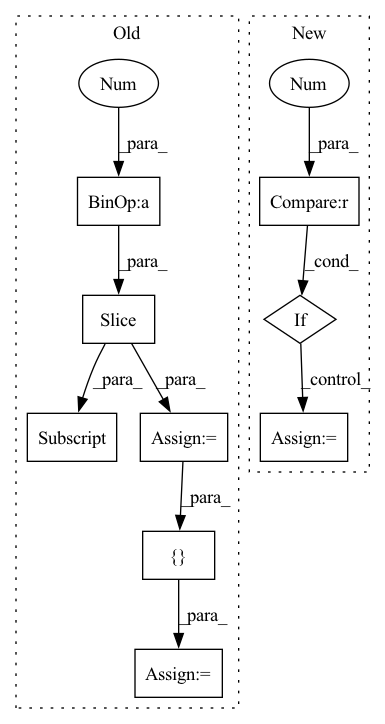 Old
New
Num
Num
_para_
_para_
BinOp:a
Compare:r
_para_
_cond_
Slice
If
_para_
_para_
_control_
Subscript
Assign:=
Assign:=
_para_
{}
_para_
Assign:=